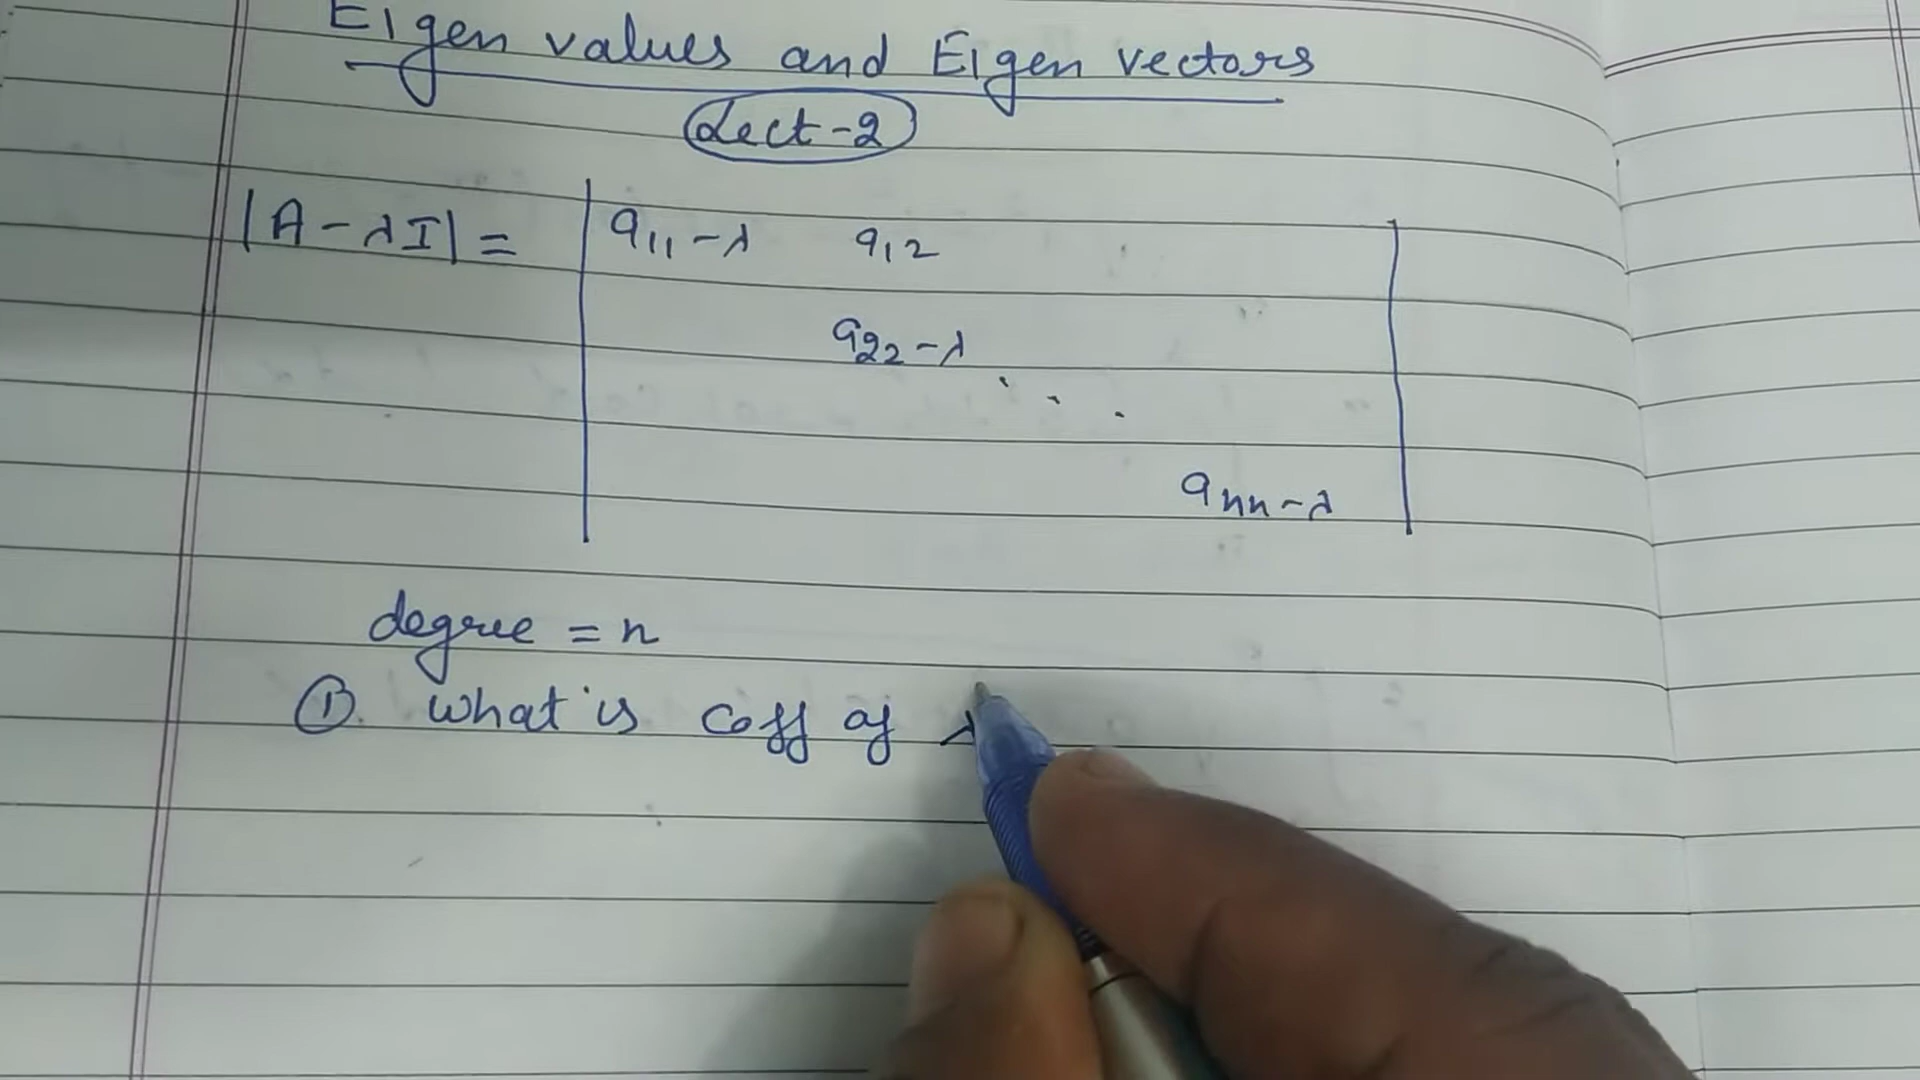 Eigen values and Eigen vectors
Lect-2
|A - λI| = | a11 - λ a12
a22 - λ
. . .
ann - λ |
degree = n
① What is Coff of λ